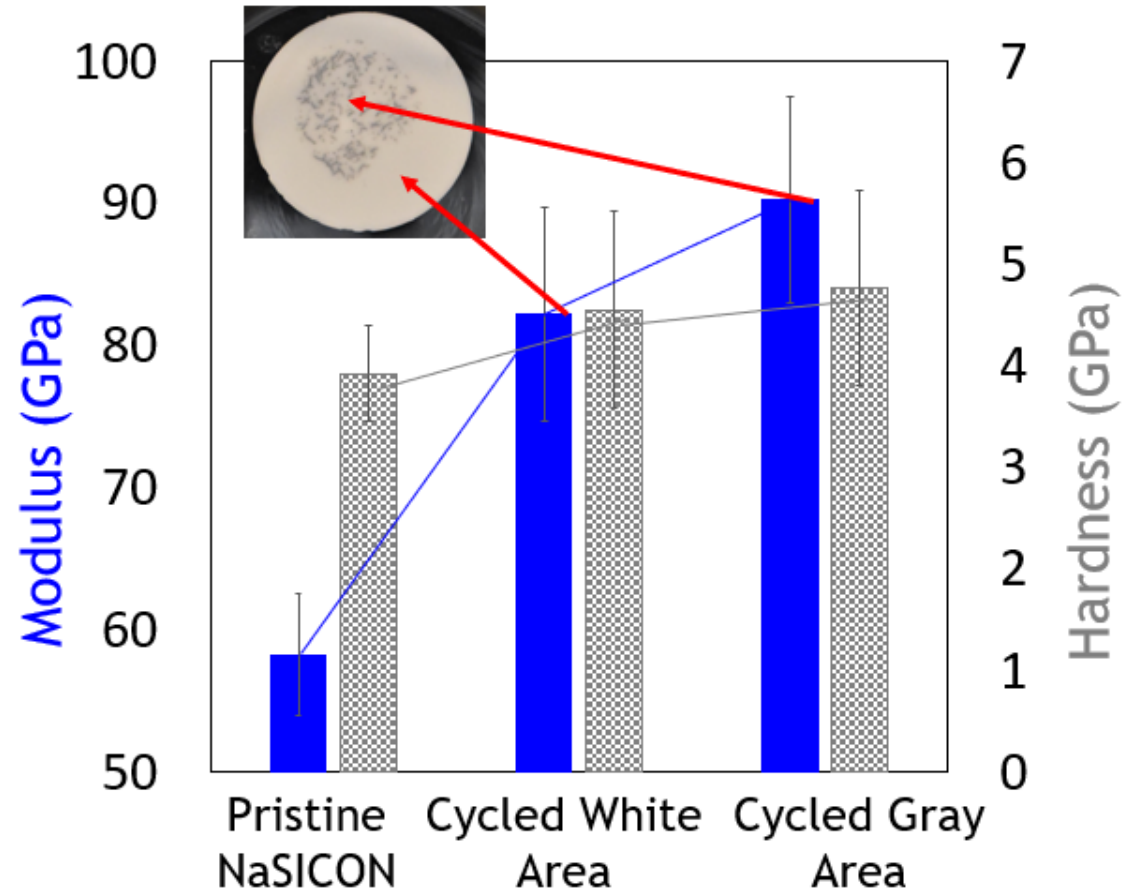 Modulus (GPa)
100
90
80
70
60
50
7
6
5
4
3
2
1
0
Hardness (GPa)
Pristine
NaSICON
Cycled White
Area
Cycled Gray
Area